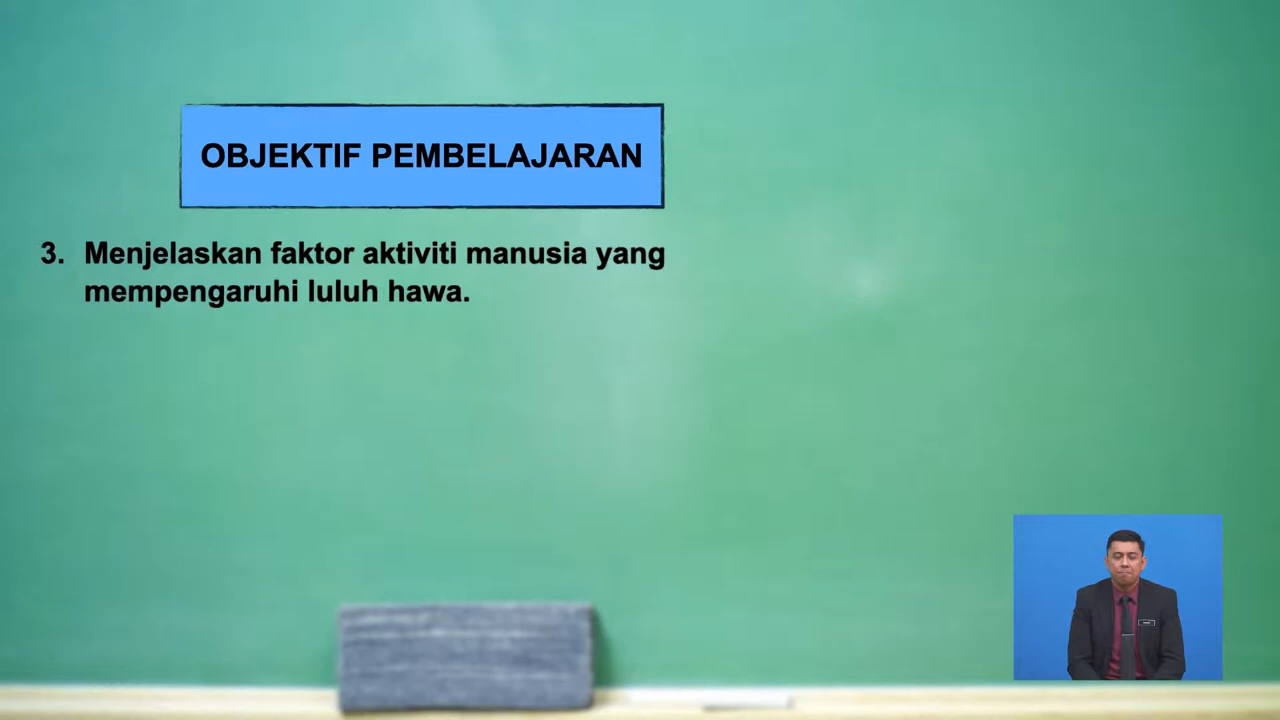 OBJEKTIF PEMBELAJARAN
3. Menjelaskan faktor aktiviti manusia yang
mempengaruhi luluh hawa.